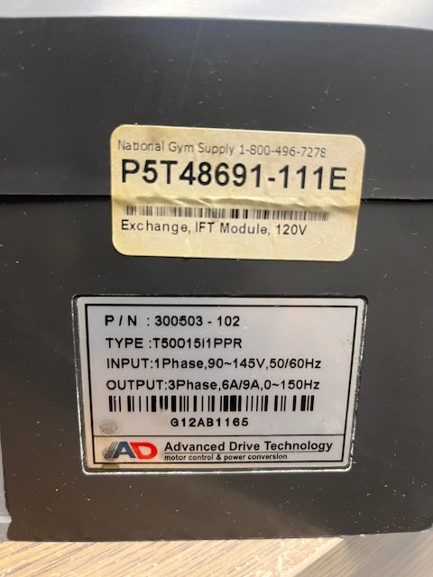 National Gym Supply 1-800-496-7278
P5T48691-111E
Exchange, IFT Module, 120V
P / N : 300503 - 102
TYPE : T50015I1PPR
INPUT:1Phase,90~145V,50/60Hz
OUTPUT:3Phase,6A/9A,0~150Hz
G12AB1165
AD Advanced Drive Technology
motor control & power conversion